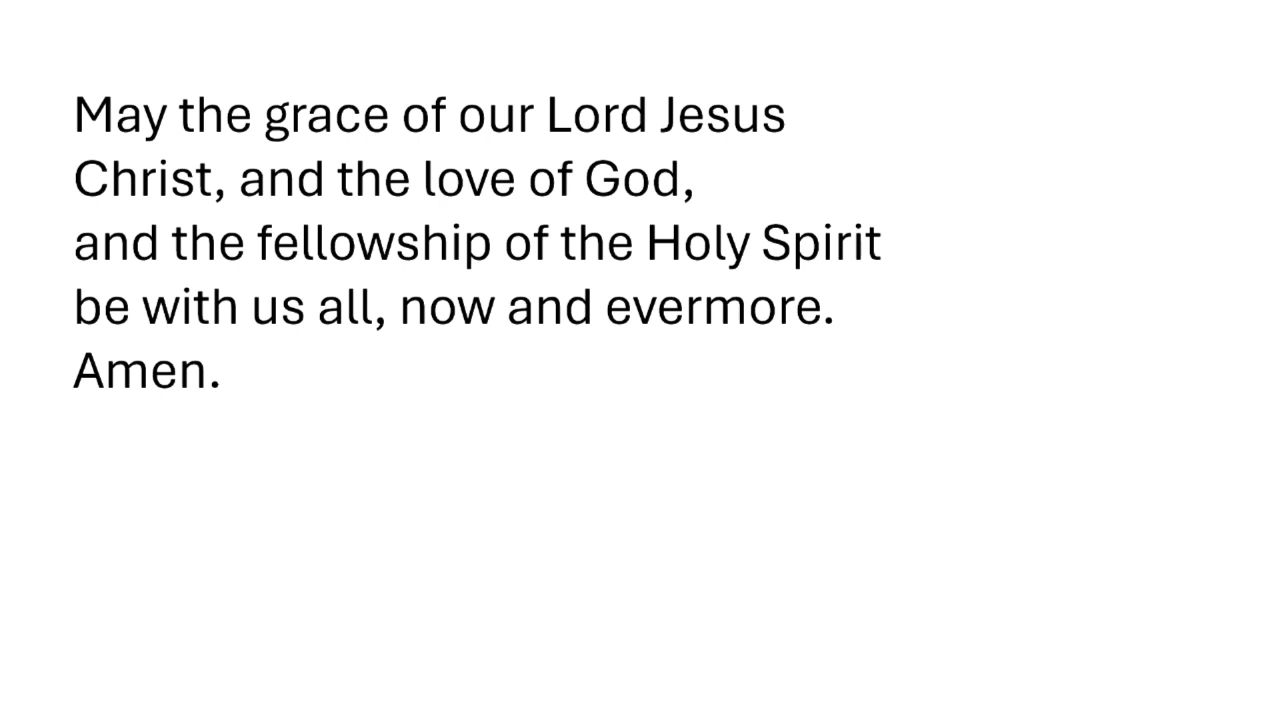 May the grace of our Lord Jesus
Christ, and the love of God,
and the fellowship of the Holy Spirit
be with us all, now and evermore.
Amen.